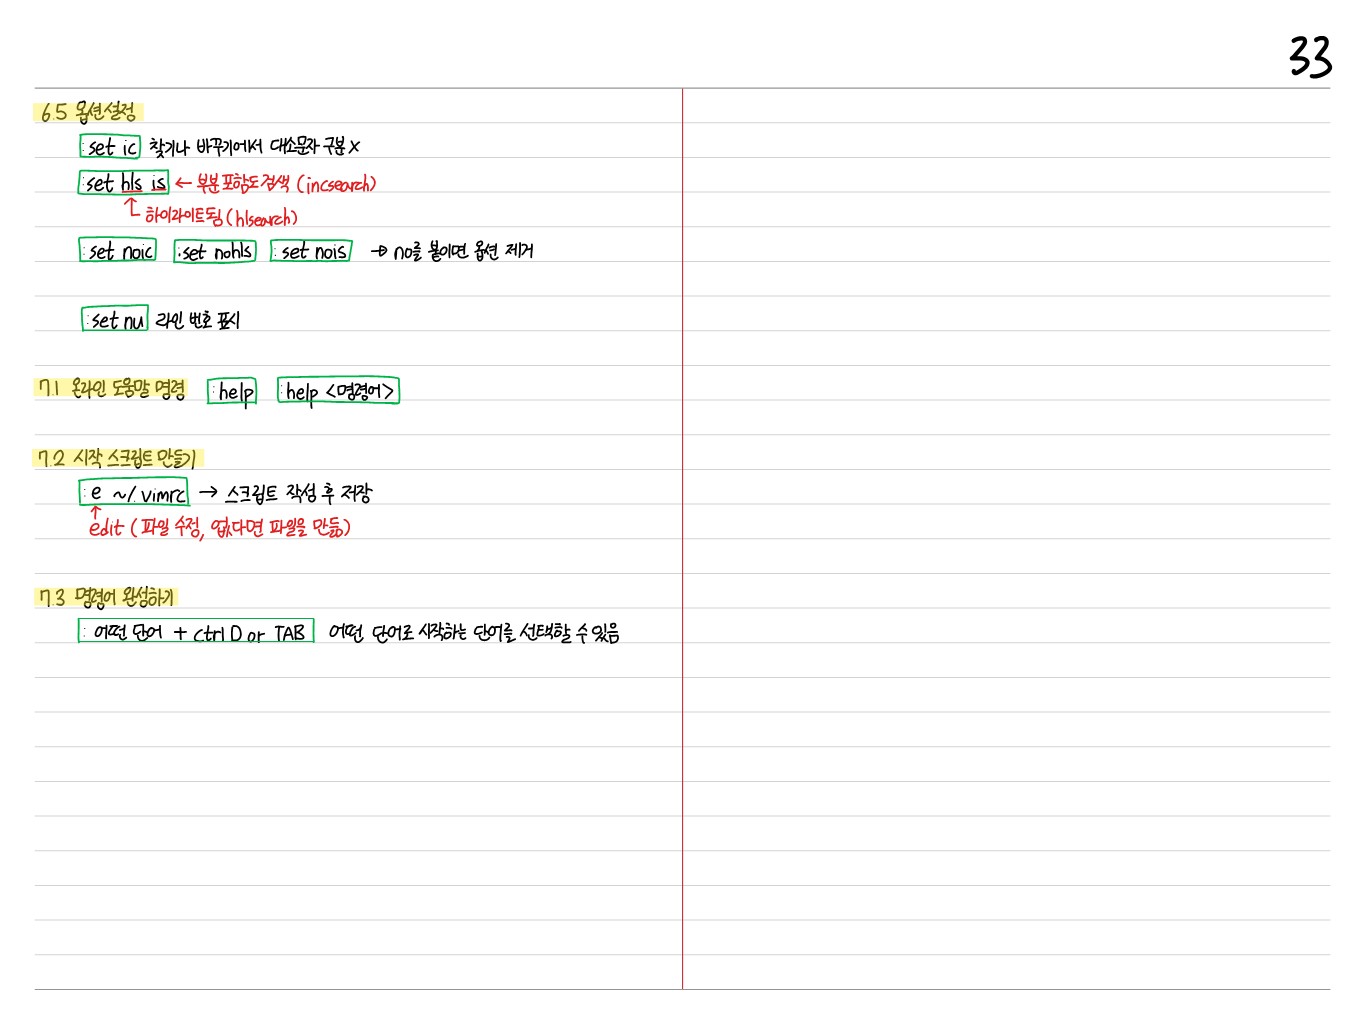 33
6.5 옵션 설정
:set ic 찾기나 바꾸기에서 대소문자 구분 X
:set hls is ← 부분 포함도 검색 (incsearch)
하이라이트됨 (hlsearch)
:set noic :set nohls :set nois → no를 붙이면 옵션 제거
:set nu 라인 번호 표시
7.1 온라인 도움말 명령 :help :help <명령어>
7.2 시작 스크립트 만들기
:e ~/.vimrc → 스크립트 작성 후 저장
edit (파일 수정, 없다면 파일을 만듦)
7.3 명령어 완성하기
: 어떤 단어 + ctrl D or TAB 어떤 단어로 시작하는 단어를 선택할 수 있음